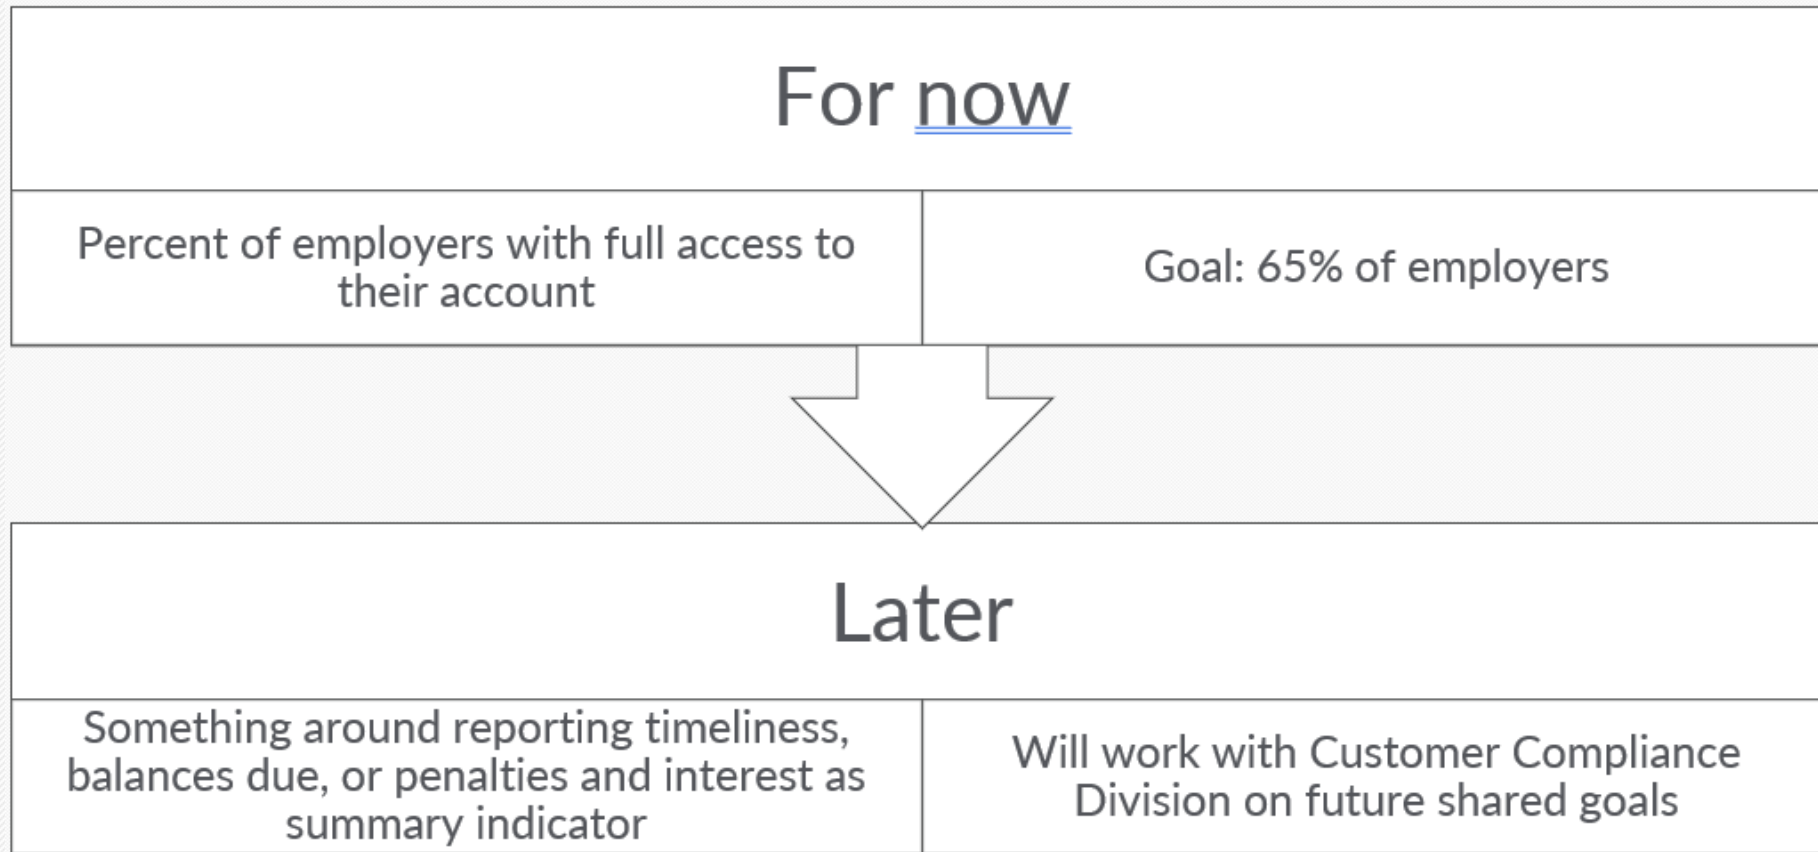 For now
Percent of employers with full access to
their account
Goal: 65% of employers
Later
Something around reporting timeliness,
balances due, or penalties and interest as
summary indicator
Will work with Customer Compliance
Division on future shared goals